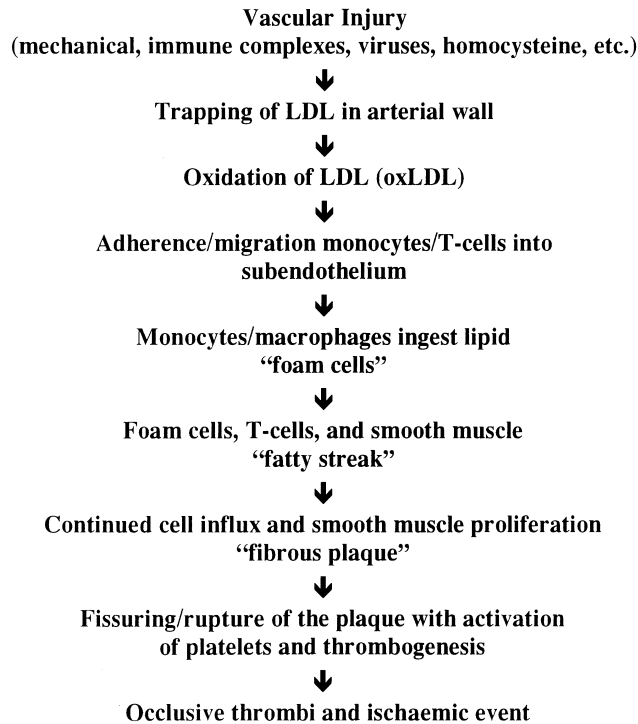 Vascular Injury
(mechanical, immune complexes, viruses, homocysteine, etc.)
Trapping of LDL in arterial wall
Oxidation of LDL (oxLDL)
Adherence/migration monocytes/T-cells into
subendothelium
Monocytes/macrophages ingest lipid
“foam cells”
Foam cells, T-cells, and smooth muscle
“fatty streak”
Continued cell influx and smooth muscle proliferation
“fibrous plaque”
Fissuring/rupture of the plaque with activation
of platelets and thrombogenesis
Occlusive thrombi and ischaemic event